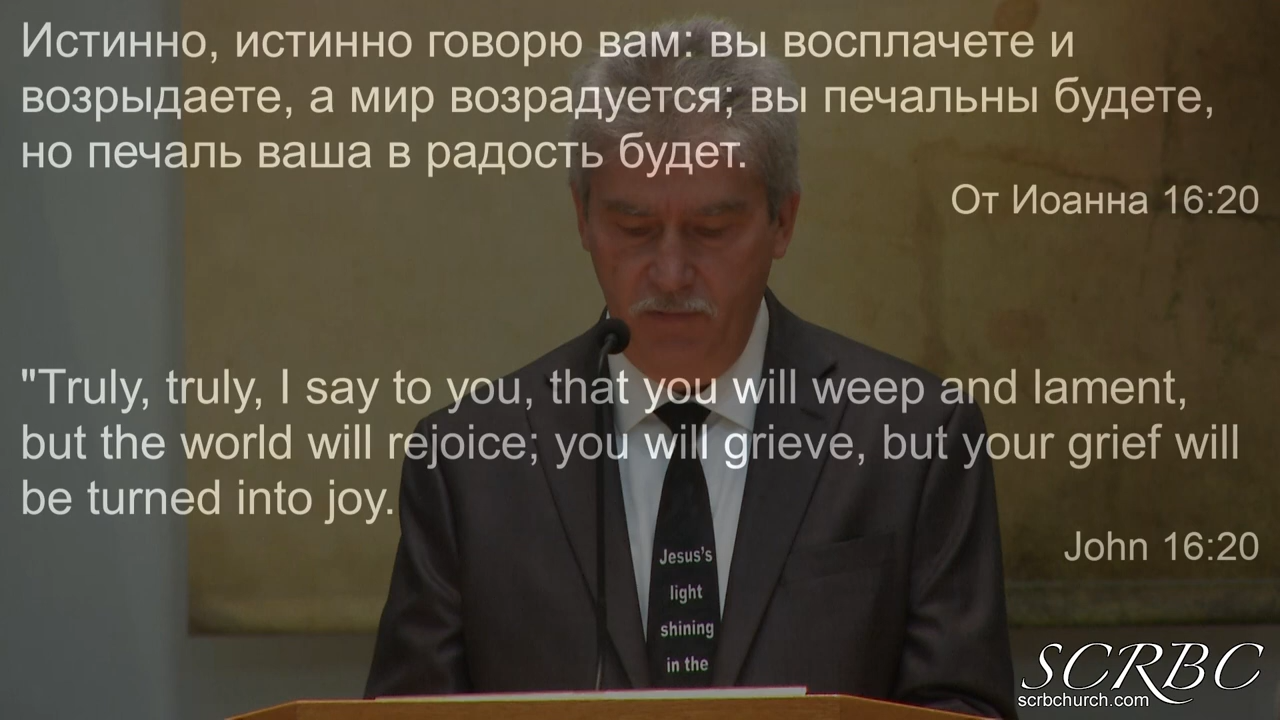 Истинно, истинно говорю вам: вы восплачете и
возрыдаете, а мир возрадуется; вы печальны будете,
но печаль ваша в радость будет.
От Иоанна 16:20
"Truly, truly, I say to you, that you will weep and lament,
but the world will rejoice; you will grieve, but your grief will
be turned into joy.
John 16:20
Jesus's
light
shining
in the
SCRBC
scrbchurch.com